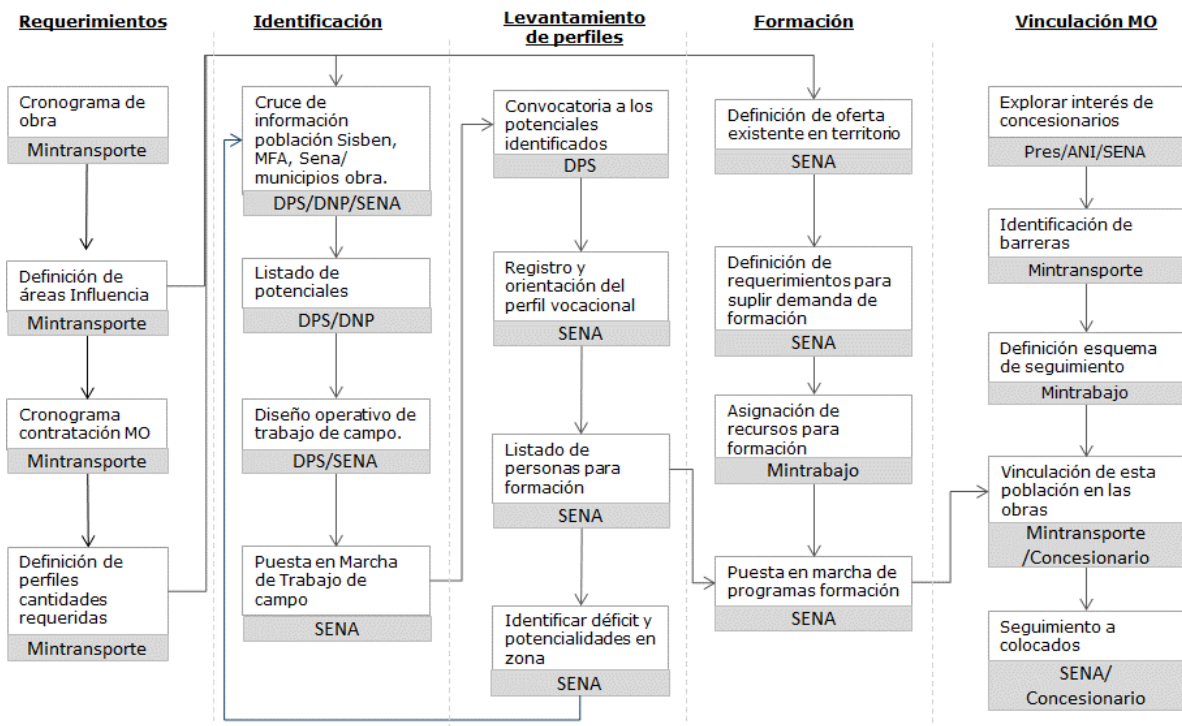 Requerimientos
Cronograma de
obra
Mintransporte
Definición de
áreas Influencia
Mintransporte
Cronograma
contratación MO
Mintransporte
Definición de
perfiles
cantidades
requeridas
Mintransporte
Identificación
Cruce de
información
población Sisben,
MFA, Sena/
municipios obra.
DPS/DNP/SENA
Listado de
potenciales
DPS/DNP
Diseño operativo de
trabajo de campo.
DPS/SENA
Puesta en Marcha
de Trabajo de
campo
SENA
Levantamiento
de perfiles
Convocatoria a los
potenciales
identificados
DPS
Registro y
orientación del
perfil vocacional
SENA
Listado de
personas para
formación
SENA
Identificar déficit y
potencialidades en
zona
SENA
Formación
Definición de oferta
existente en territorio
SENA
Definición de
requerimientos para
suplir demanda de
formación
SENA
Asignación de
recursos para
formación
Mintrabajo
Puesta en marcha de
programas formación
SENA
Vinculación MO
Explorar interés de
concesionarios
Pres/ANI/SENA
Identificación de
barreras
Mintransporte
Definición esquema
de seguimiento
Mintrabajo
Vinculación de esta
población en las
obras
Mintransporte
/Concesionario
Seguimiento a
colocados
SENA/
Concesionario